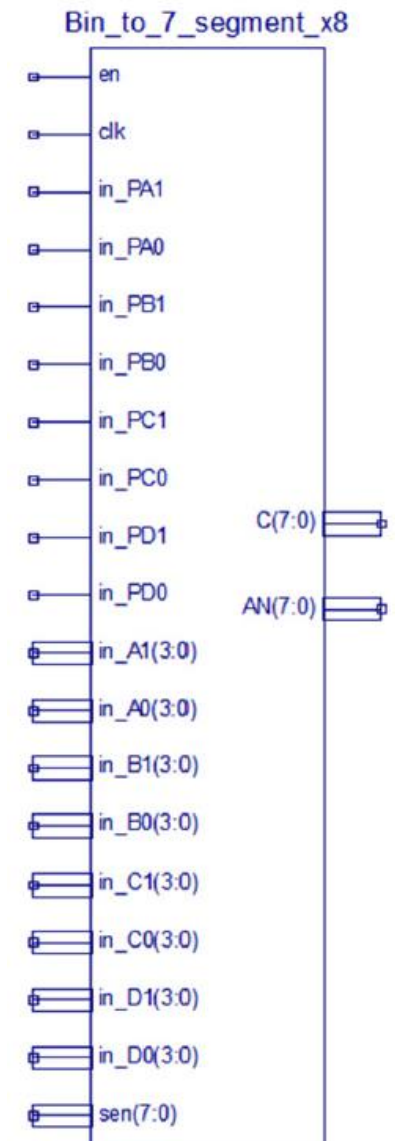 Bin_to_7_segment_x8
en
clk
in_PA1
in_PA0
in_PB1
in_PB0
in_PC1
in_PC0
in_PD1
in_PD0
in_A1(3:0)
in_A0(3:0)
in_B1(3:0)
in_B0(3:0)
in_C1(3:0)
in_C0(3:0)
in_D1(3:0)
in_D0(3:0)
sen(7:0)
C(7:0)
AN(7:0)